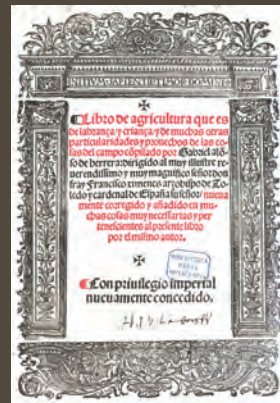 INITIVM SAPIENTIE TIMOR DOMINI
Libro de agricultura que es
de labrança y criança/y de muchas otras
particularidades y prouechos de las co
sas del campo cõpilado por Gabriel alõ
so de herrera: dirigido al muy illustre re
uerendissimo y muy magnifico señor don
fray Francisco ximenez arçobispo de To
ledo y cardenal de España su señor: nueua
mente corregido y añadido en mu
chas cosas muy necessarias y per
tenescientes al presente libro
por el mismo autor.
Con priuilegio imperial
nueuamente concedido.
BIBLIOTECA